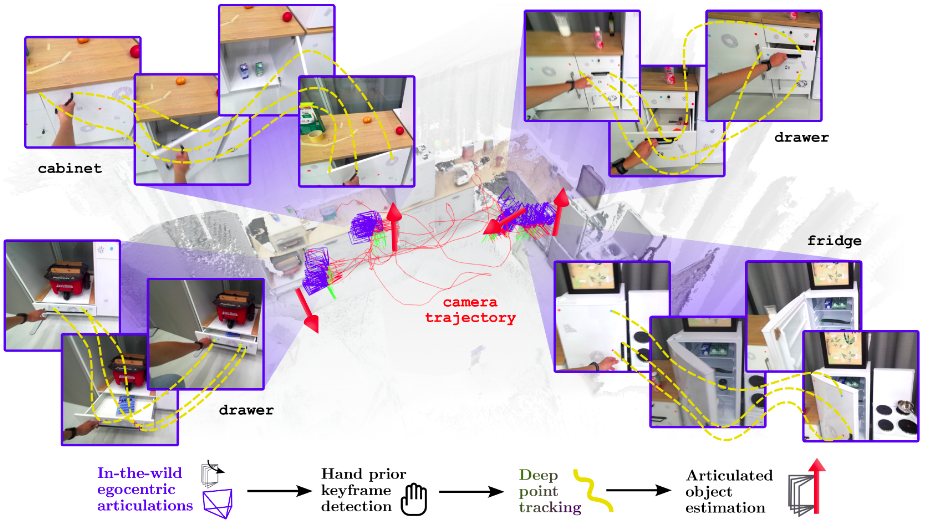 cabinet
drawer
fridge
camera
trajectory
drawer
In-the-wild
egocentric
articulations
Hand prior
keyframe
detection
Deep
point
tracking
Articulated
object
estimation